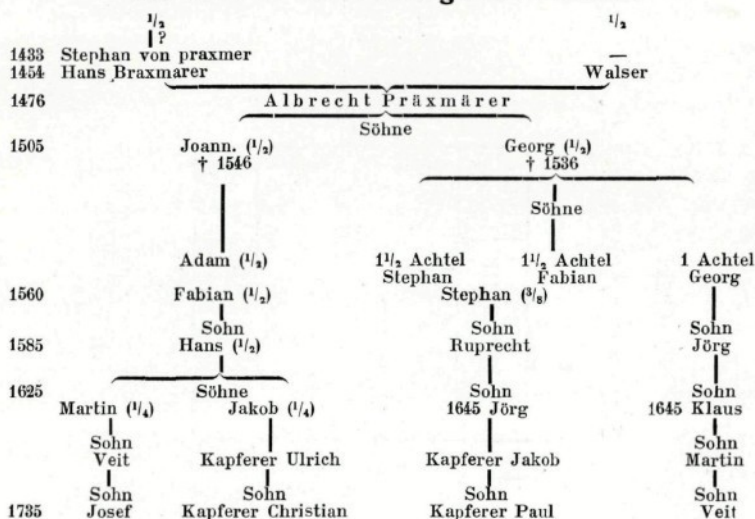 ½ ½
?
1433 Stephan von praxmer —
1454 Hans Braxmarer Walser
1476 Albrecht Präxmärer
Söhne
1505 Joann. (½) Georg (½)
† 1546 † 1536
Söhne
Adam (½) 1½ Achtel 1½ Achtel 1 Achtel
Stephan Fabian Georg
1560 Fabian (½) Stephan (⅜)
Sohn Sohn Sohn
1585 Hans (½) Ruprecht Jörg
1625 Söhne Sohn Sohn
Martin (¼) Jakob (¼) 1645 Jörg 1645 Klaus
Sohn Sohn
Veit Kapferer Ulrich Kapferer Jakob Martin
Sohn Sohn Sohn Sohn
1735 Josef Kapferer Christian Kapferer Paul Veit